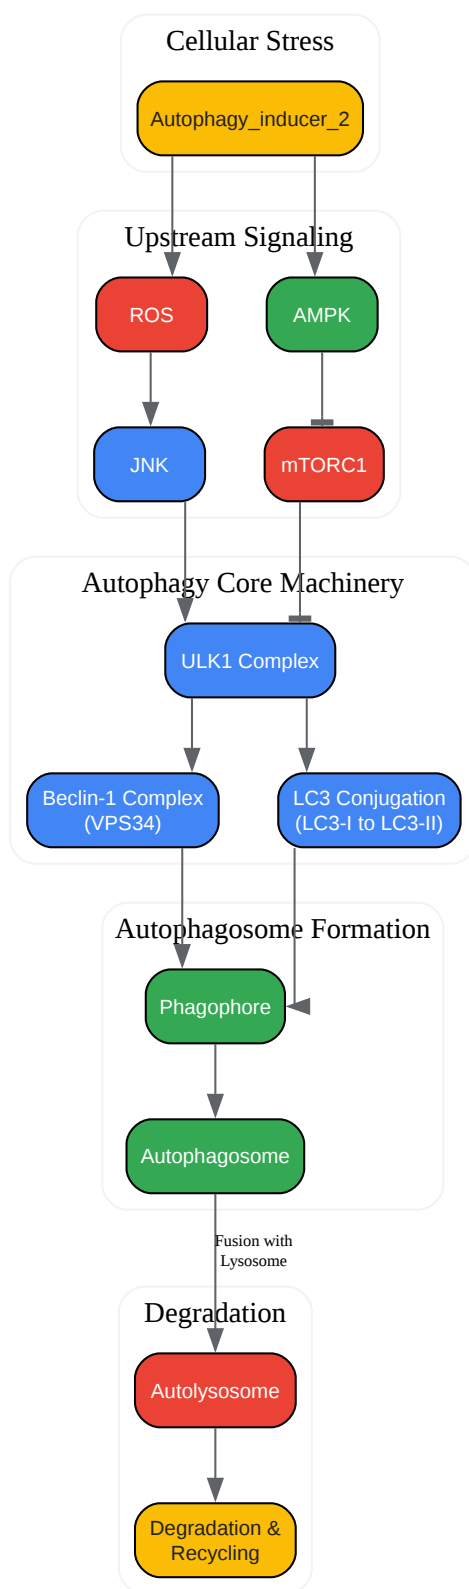 Cellular Stress
Autophagy_inducer_2
Upstream Signaling
ROS
AMPK
JNK
mTORC1
Autophagy Core Machinery
ULK1 Complex
Beclin-1 Complex
(VPS34)
LC3 Conjugation
(LC3-I to LC3-II)
Autophagosome Formation
Phagophore
Autophagosome
Fusion with
Lysosome
Degradation
Autolysosome
Degradation &
Recycling